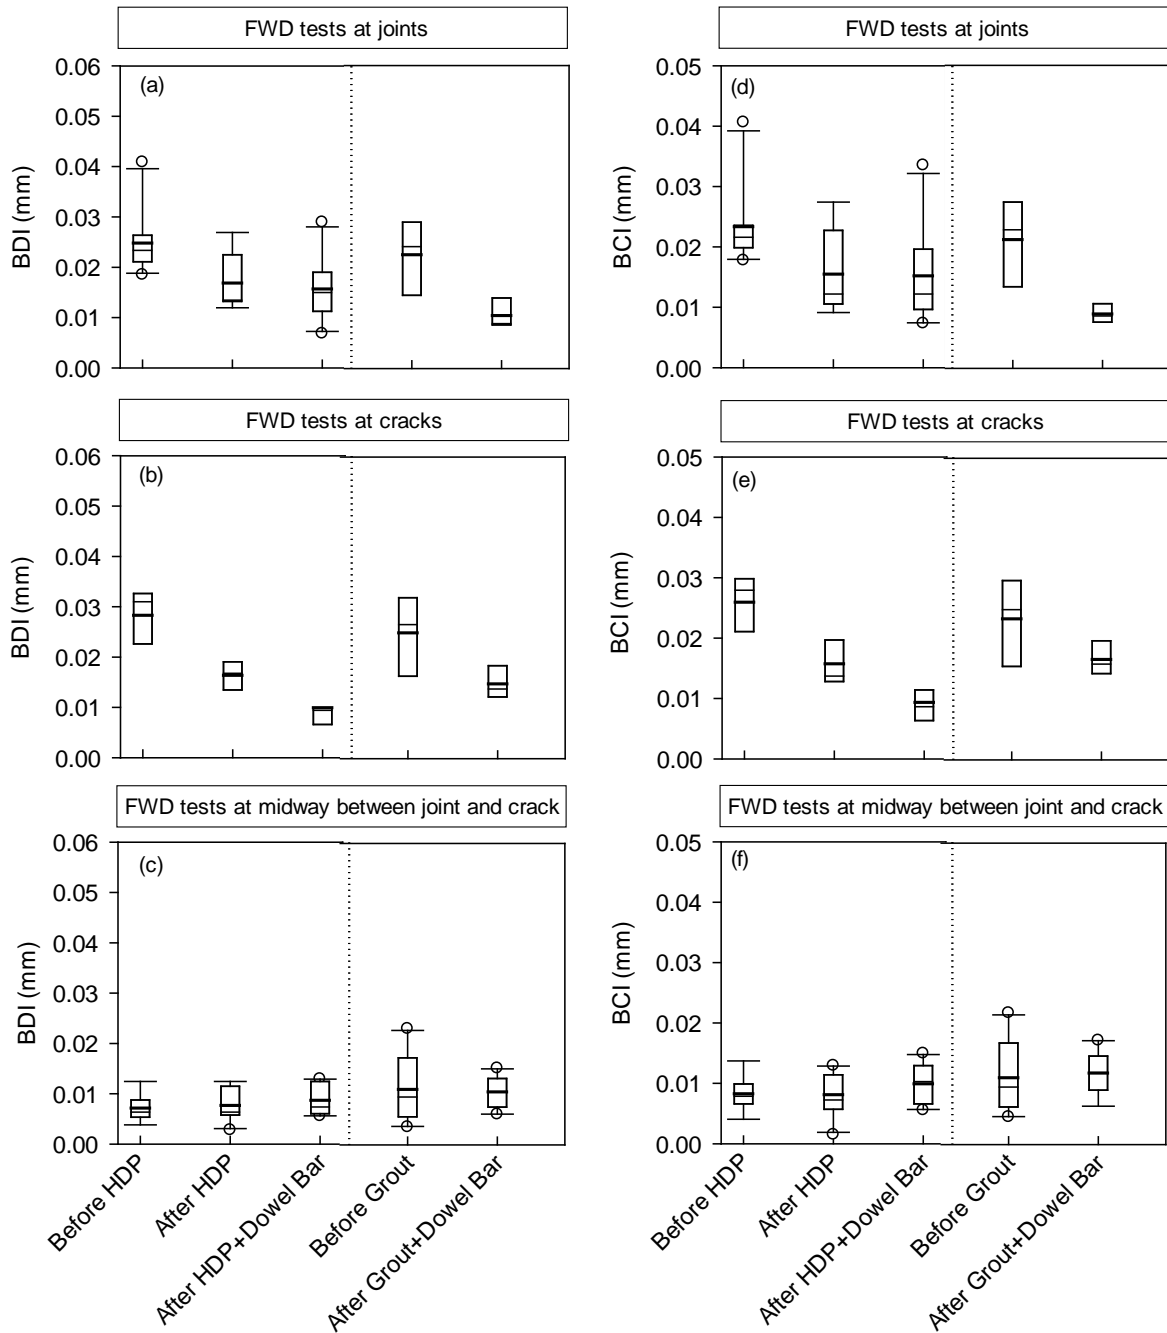 FWD tests at joints
(a)
0.06
0.05
0.04
0.03
0.02
0.01
0.00
BDI (mm)
FWD tests at joints
(d)
0.05
0.04
0.03
0.02
0.01
0.00
BCI (mm)
FWD tests at cracks
(b)
0.06
0.05
0.04
0.03
0.02
0.01
0.00
BDI (mm)
FWD tests at cracks
(e)
0.05
0.04
0.03
0.02
0.01
0.00
BCI (mm)
FWD tests at midway between joint and crack
(c)
0.06
0.05
0.04
0.03
0.02
0.01
0.00
BDI (mm)
Before HDP
After HDP
After HDP+Dowel Bar
Before Grout
After Grout+Dowel Bar
FWD tests at midway between joint and crack
(f)
0.05
0.04
0.03
0.02
0.01
0.00
BCI (mm)
Before HDP
After HDP
After HDP+Dowel Bar
Before Grout
After Grout+Dowel Bar